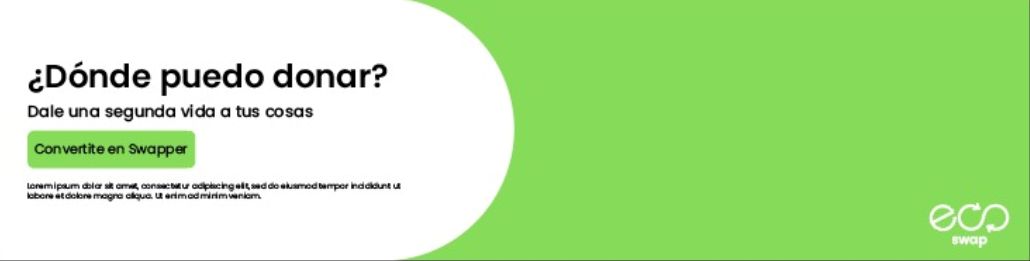 ¿Dónde puedo donar?
Dale una segunda vida a tus cosas
Convertite en Swapper
Lorem ipsum dolor sit amet, consectetur adipiscing elit, sed do eiusmod tempor incididunt ut
labore et dolore magna aliqua. Ut enim ad minim veniam.
eco
swap